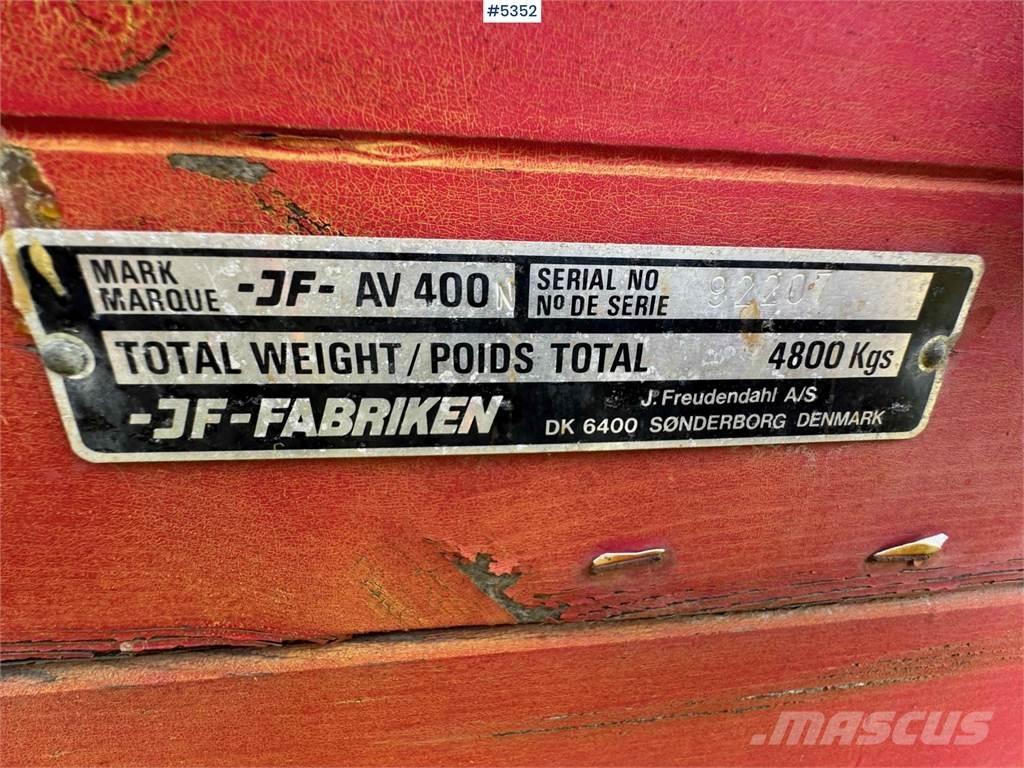 #5352
MARK
MARQUE -JF- AV 400 N
SERIAL NO
Nº DE SERIE 92207
TOTAL WEIGHT/POIDS TOTAL 4800 Kgs
-JF-FABRIKEN
J. Freudendahl A/S
DK 6400 SØNDERBORG DENMARK
MASCUS